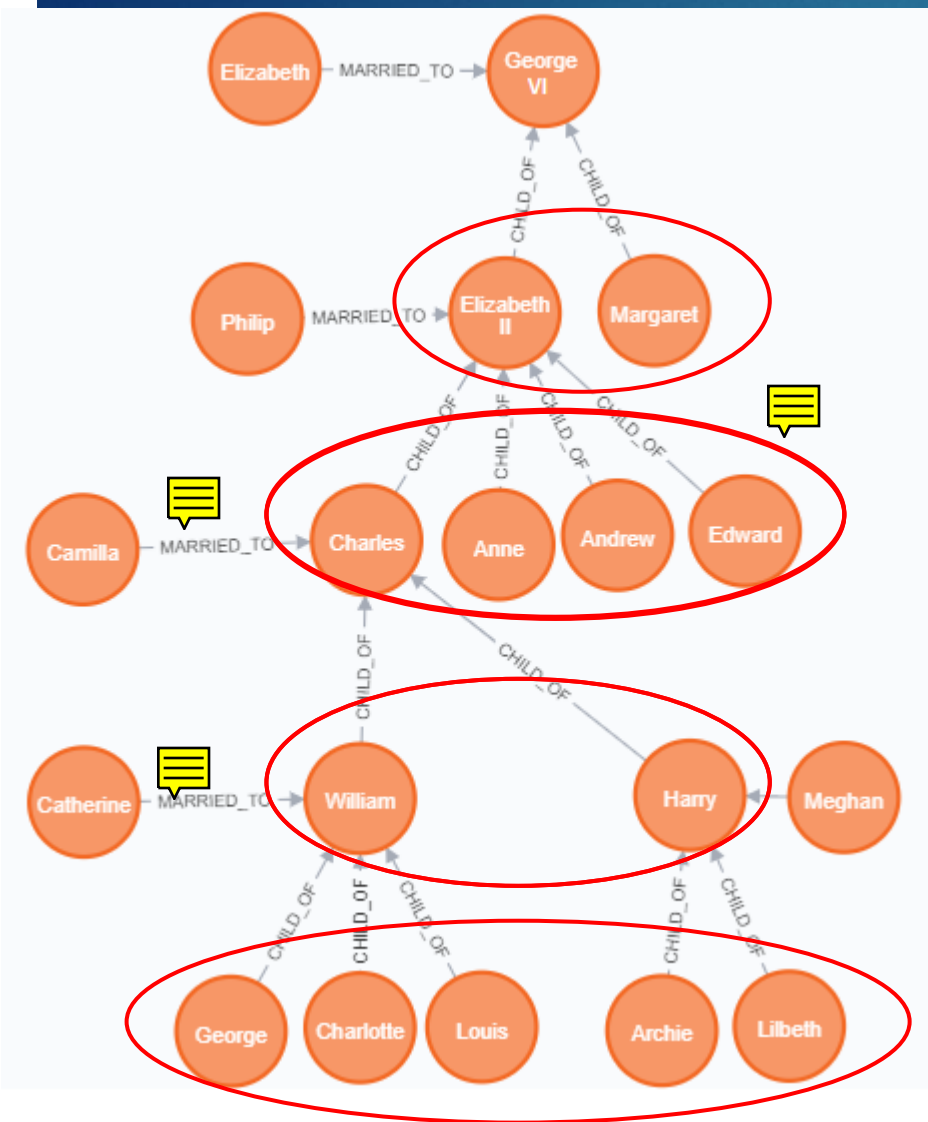 Elizabeth
MARRIED_TO
George
VI
CHILD_OF
CHILD_OF
Philip
MARRIED_TO
Elizabeth
II
Margaret
CHILD_OF
CHILD_OF
CHILD_OF
CHILD_OF
Camilla
MARRIED_TO
Charles
Anne
Andrew
Edward
CHILD_OF
CHILD_OF
Catherine
MARRIED_TO
William
Harry
Meghan
CHILD_OF
CHILD_OF
CHILD_OF
CHILD_OF
CHILD_OF
George
Charlotte
Louis
Archie
Lilbeth